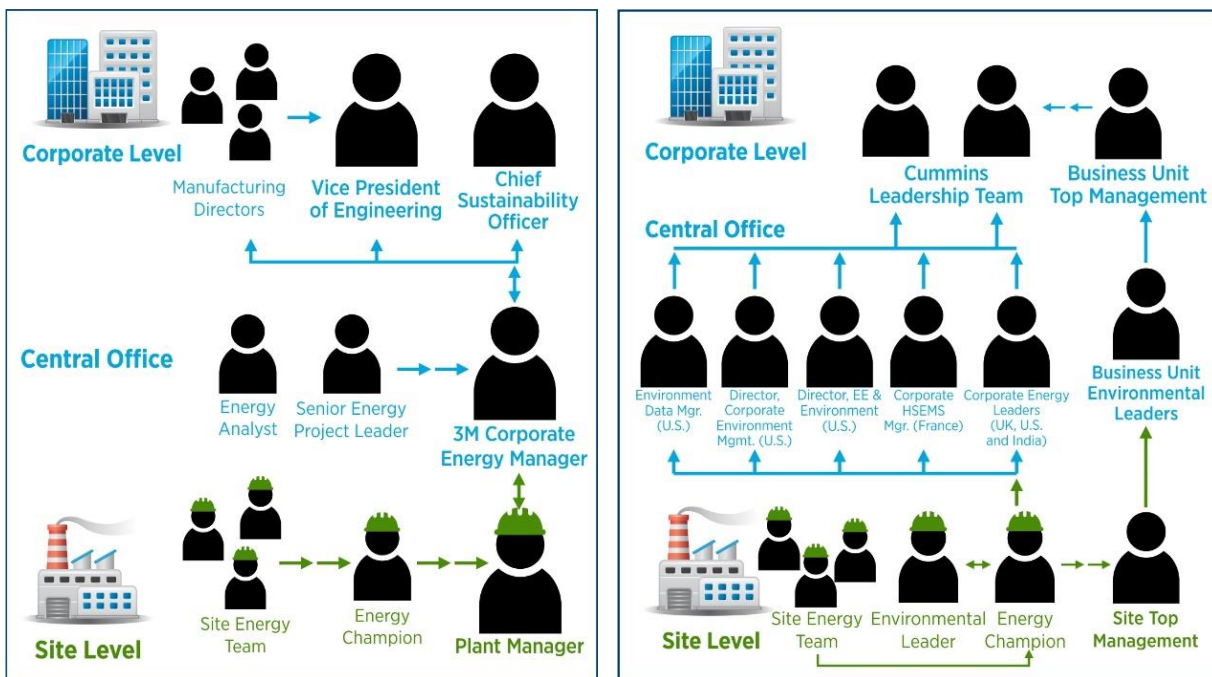 Corporate Level
Manufacturing
Directors
Vice President
of Engineering
Chief
Sustainability
Officer
Central Office
Energy
Analyst
Senior Energy
Project Leader
3M Corporate
Energy Manager
Site Level
Site Energy
Team
Energy
Champion
Plant Manager
Corporate Level
Cummins
Leadership Team
Business Unit
Top Management
Central Office
Environment
Data Mgr.
(U.S.)
Director,
Corporate
Environment
Mgmt. (U.S.)
Director, EE &
Environment
(U.S.)
Corporate
HSEMS
Mgr. (France)
Corporate Energy
Leaders
(UK, U.S.
and India)
Business Unit
Environmental
Leaders
Site Level
Site Energy
Team
Environmental
Leader
Energy
Champion
Site Top
Management